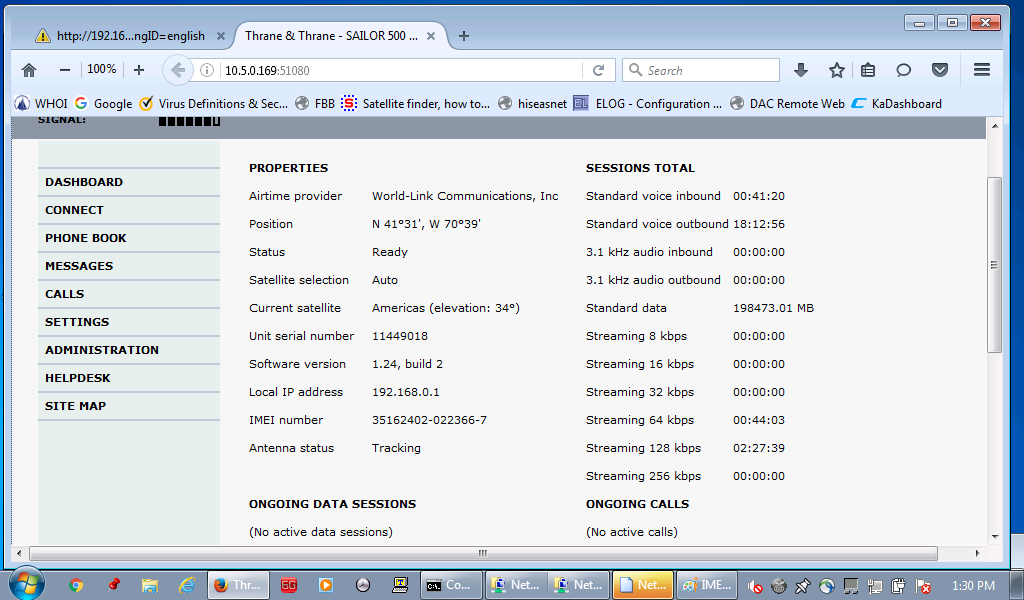 http://192.16...ngID=english
Thrane & Thrane - SAILOR 500 ...
100%
10.5.0.169:51080
Search
WHOI
Google
Virus Definitions & Sec...
FBB
Satellite finder, how to...
hiseasnet
ELOG - Configuration ...
DAC Remote Web
KaDashboard
SIGNAL:
DASHBOARD
CONNECT
PHONE BOOK
MESSAGES
CALLS
SETTINGS
ADMINISTRATION
HELPDESK
SITE MAP
PROPERTIES
Airtime provider World-Link Communications, Inc
Position N 41°31', W 70°39'
Status Ready
Satellite selection Auto
Current satellite Americas (elevation: 34°)
Unit serial number 11449018
Software version 1.24, build 2
Local IP address 192.168.0.1
IMEI number 35162402-022366-7
Antenna status Tracking
SESSIONS TOTAL
Standard voice inbound 00:41:20
Standard voice outbound 18:12:56
3.1 kHz audio inbound 00:00:00
3.1 kHz audio outbound 00:00:00
Standard data 198473.01 MB
Streaming 8 kbps 00:00:00
Streaming 16 kbps 00:00:00
Streaming 32 kbps 00:00:00
Streaming 64 kbps 00:44:03
Streaming 128 kbps 02:27:39
Streaming 256 kbps 00:00:00
ONGOING DATA SESSIONS
(No active data sessions)
ONGOING CALLS
(No active calls)
Thr...
SG
Co...
Net...
Net...
Net...
IME...
1:30 PM